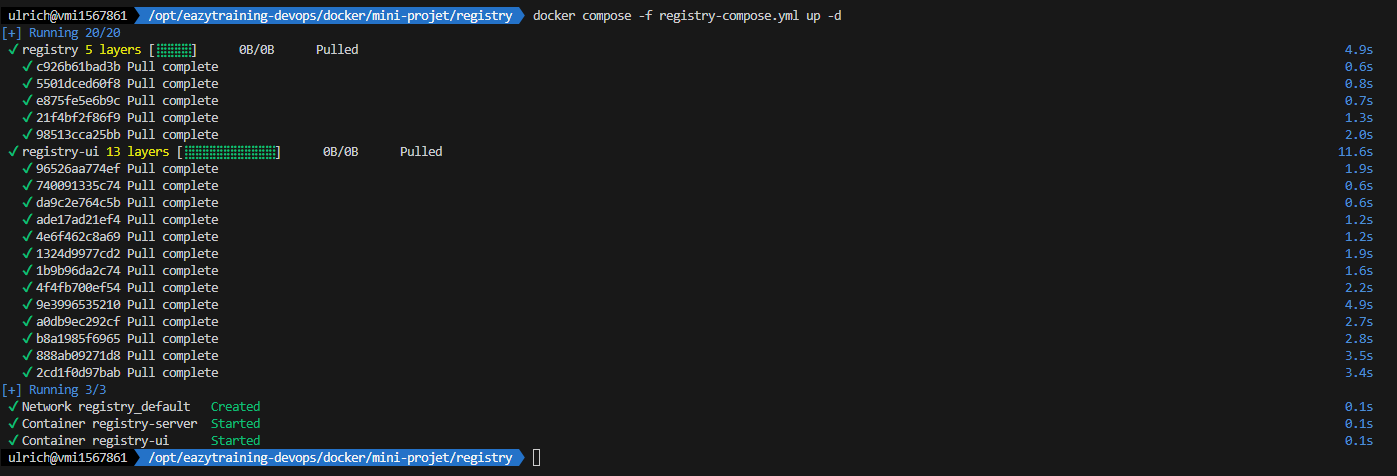 ulrich@vmi1567861 /opt/eazytraining-devops/docker/mini-projet/registry docker compose -f registry-compose.yml up -d
[+] Running 20/20
✓ registry 5 layers [⣿⣿⣿⣿⣿] 0B/0B Pulled 4.9s
✓ c926b61bad3b Pull complete 0.6s
✓ 5501dced60f8 Pull complete 0.8s
✓ e875fe5e6b9c Pull complete 0.7s
✓ 21f4bf2f86f9 Pull complete 1.3s
✓ 98513cca25bb Pull complete 2.0s
✓ registry-ui 13 layers [⣿⣿⣿⣿⣿⣿⣿⣿⣿⣿⣿⣿⣿] 0B/0B Pulled 11.6s
✓ 96526aa774ef Pull complete 1.9s
✓ 740091335c74 Pull complete 0.6s
✓ da9c2e764c5b Pull complete 0.6s
✓ ade17ad21ef4 Pull complete 1.2s
✓ 4e6f462c8a69 Pull complete 1.2s
✓ 1324d9977cd2 Pull complete 1.9s
✓ 1b9b96da2c74 Pull complete 1.6s
✓ 4f4fb700ef54 Pull complete 2.2s
✓ 9e3996535210 Pull complete 4.9s
✓ a0db9ec292cf Pull complete 2.7s
✓ b8a1985f6965 Pull complete 2.8s
✓ 888ab09271d8 Pull complete 3.5s
✓ 2cd1f0d97bab Pull complete 3.4s
[+] Running 3/3
✓ Network registry_default Created 0.1s
✓ Container registry-server Started 0.1s
✓ Container registry-ui Started 0.1s
ulrich@vmi1567861 /opt/eazytraining-devops/docker/mini-projet/registry